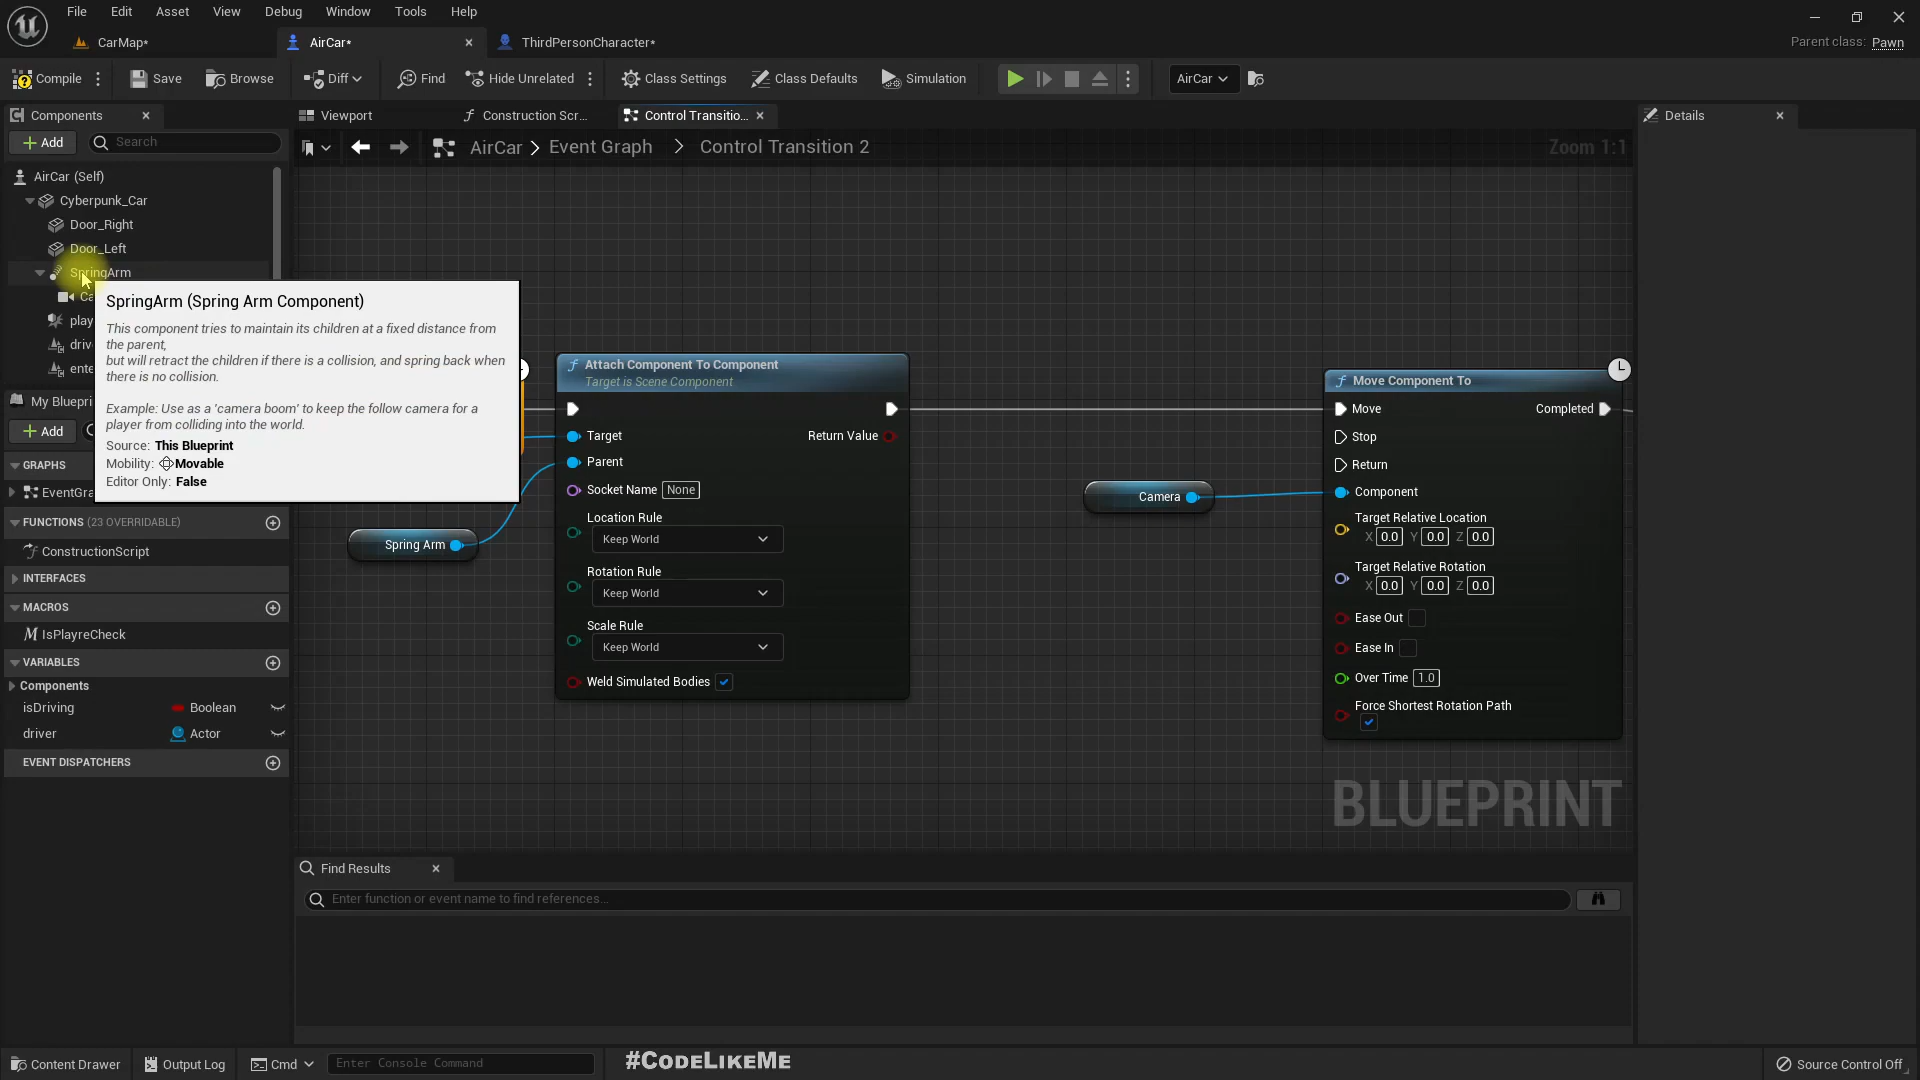 File Edit Asset View Debug Window Tools Help
CarMap* AirCar* ThirdPersonCharacter* Parent class: Pawn
Compile Save Browse Diff Find Hide Unrelated Class Settings Class Defaults Simulation AirCar
Components Viewport Construction Scr... Control Transitio... Details
Add Search AirCar Event Graph Control Transition 2 Zoom 1:1
AirCar (Self)
Cyberpunk_Car
Door_Right
Door_Left
SpringArm
Ca
play
driv
ente
SpringArm (Spring Arm Component)
This component tries to maintain its children at a fixed distance from
the parent,
but will retract the children if there is a collision, and spring back when
there is no collision.
Example: Use as a 'camera boom' to keep the follow camera for a
player from colliding into the world.
Source: This Blueprint
Mobility: Movable
Editor Only: False
My Bluepri
Add
GRAPHS
EventGra
FUNCTIONS (23 OVERRIDABLE)
ConstructionScript
INTERFACES
MACROS
IsPlayreCheck
VARIABLES
Components
isDriving Boolean
driver Actor
EVENT DISPATCHERS
Spring Arm
Attach Component To Component
Target is Scene Component
Target Return Value
Parent
Socket Name None
Location Rule
Keep World
Rotation Rule
Keep World
Scale Rule
Keep World
Weld Simulated Bodies
Camera
Move Component To
Move Completed
Stop
Return
Component
Target Relative Location
X 0.0 Y 0.0 Z 0.0
Target Relative Rotation
X 0.0 Y 0.0 Z 0.0
Ease Out
Ease In
Over Time 1.0
Force Shortest Rotation Path
BLUEPRINT
Find Results
Enter function or event name to find references...
Content Drawer Output Log Cmd Enter Console Command #CODELIKEME Source Control Off